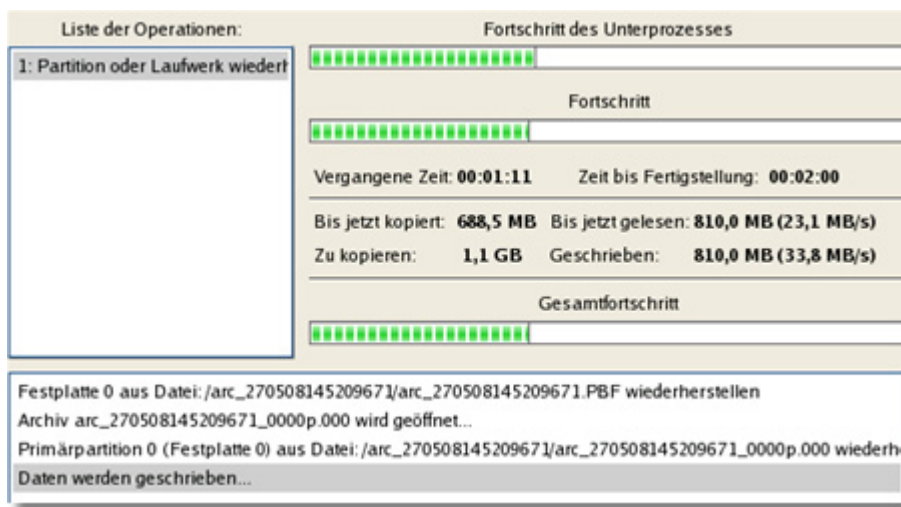 Liste der Operationen:
1: Partition oder Laufwerk wiederh
Fortschritt des Unterprozesses
Fortschritt
Vergangene Zeit: 00:01:11 Zeit bis Fertigstellung: 00:02:00
Bis jetzt kopiert: 688,5 MB Bis jetzt gelesen: 810,0 MB (23,1 MB/s)
Zu kopieren: 1,1 GB Geschrieben: 810,0 MB (33,8 MB/s)
Gesamtfortschritt
Festplatte 0 aus Datei: /arc_270508145209671/arc_270508145209671.PBF wiederherstellen
Archiv arc_270508145209671_0000p.000 wird geöffnet...
Primärpartition 0 (Festplatte 0) aus Datei: /arc_270508145209671/arc_270508145209671_0000p.000 wiederh
Daten werden geschrieben...